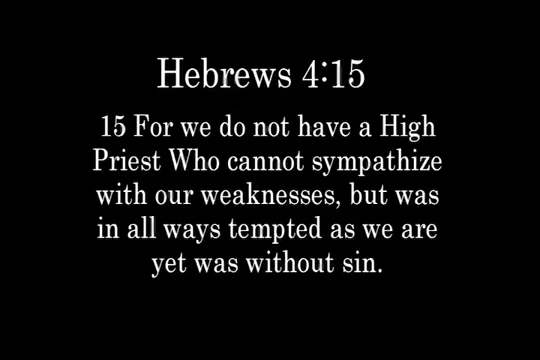 Hebrews 4:15
15 For we do not have a High
Priest Who cannot sympathize
with our weaknesses, but was
in all ways tempted as we are
yet was without sin.